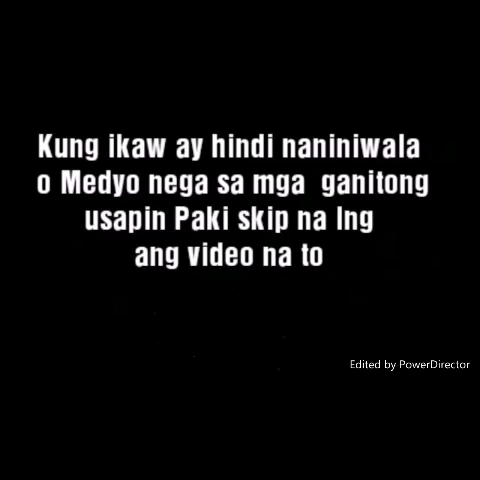 Kung ikaw ay hindi naniniwala
o Medyo nega sa mga ganitong
usapin Paki skip na lng
ang video na to
Edited by PowerDirector